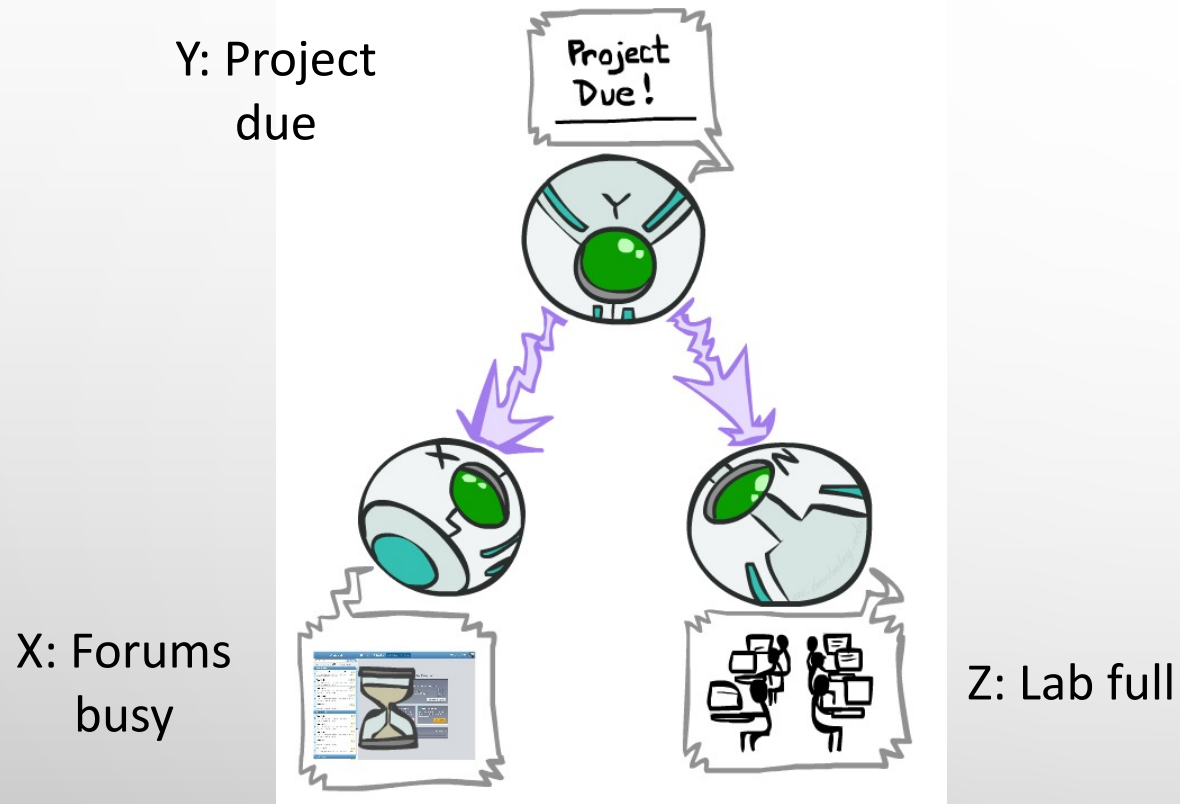 Y: Project
due
Project
Due!
Y
X
Z
X: Forums
busy
Z: Lab full